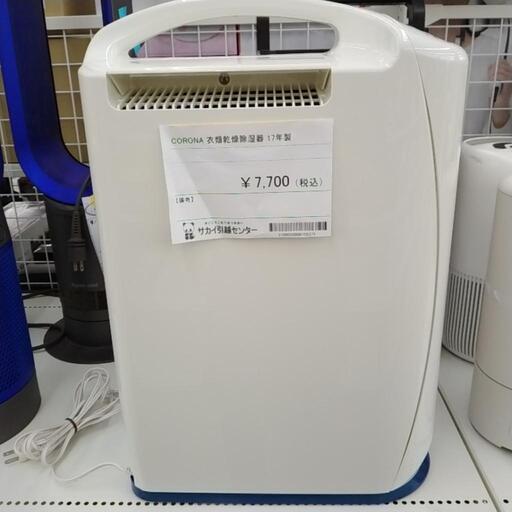 CORONA 衣類乾燥除湿器 17年製
¥7,700 (税込)
【備考】
サカイ引越センター